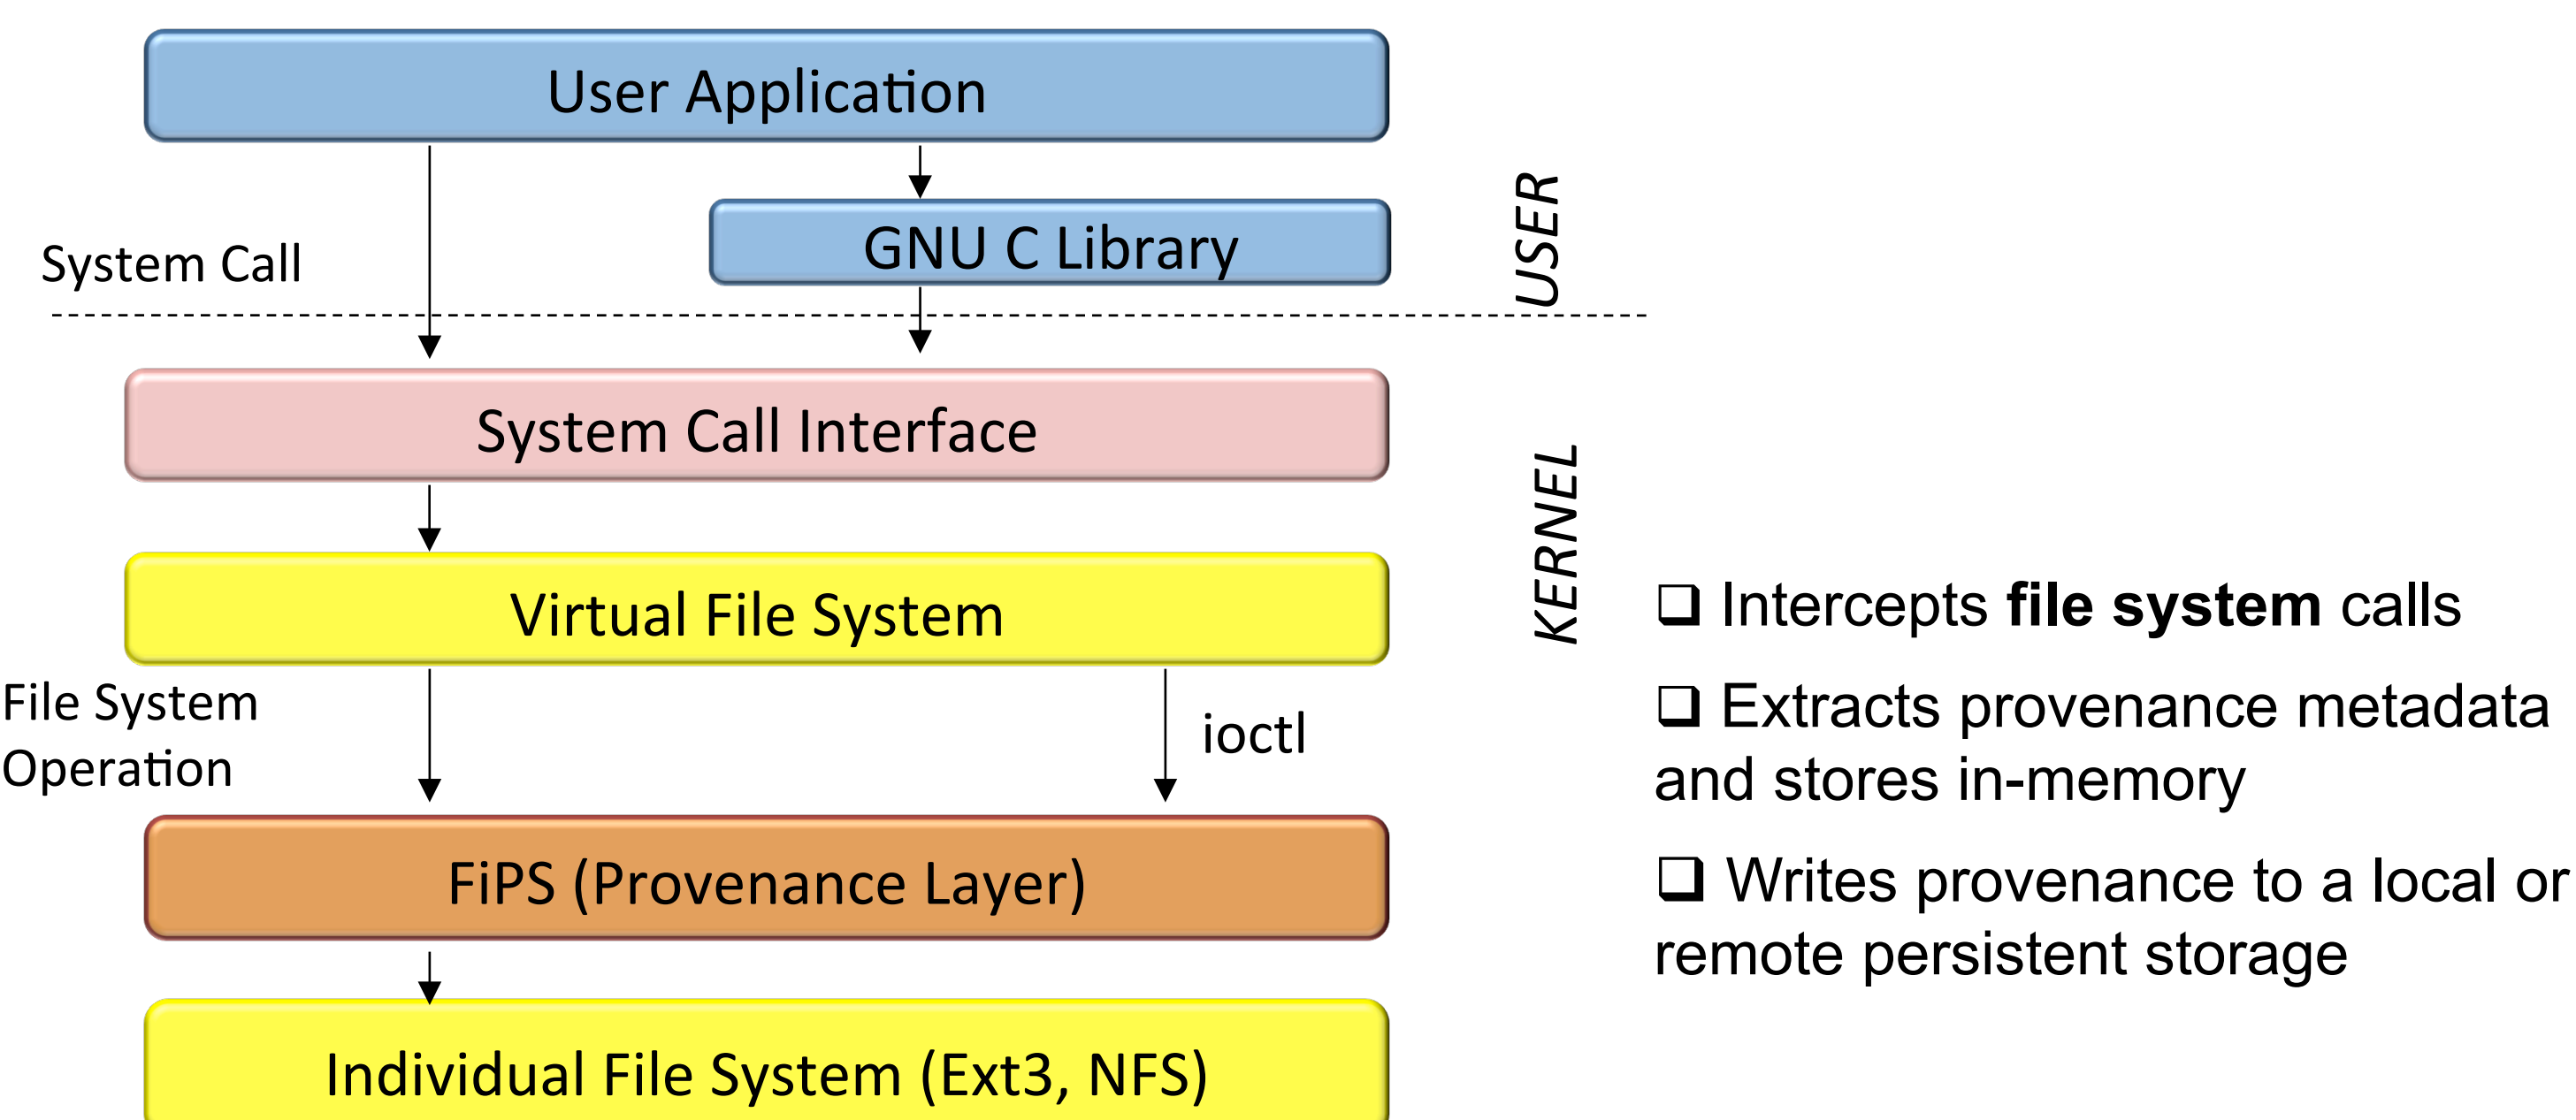 User Application
GNU C Library
USER
System Call
System Call Interface
KERNEL
Virtual File System
File System
Operation
ioctl
FiPS (Provenance Layer)
Individual File System (Ext3, NFS)
❑ Intercepts file system calls
❑ Extracts provenance metadata
and stores in-memory
❑ Writes provenance to a local or
remote persistent storage